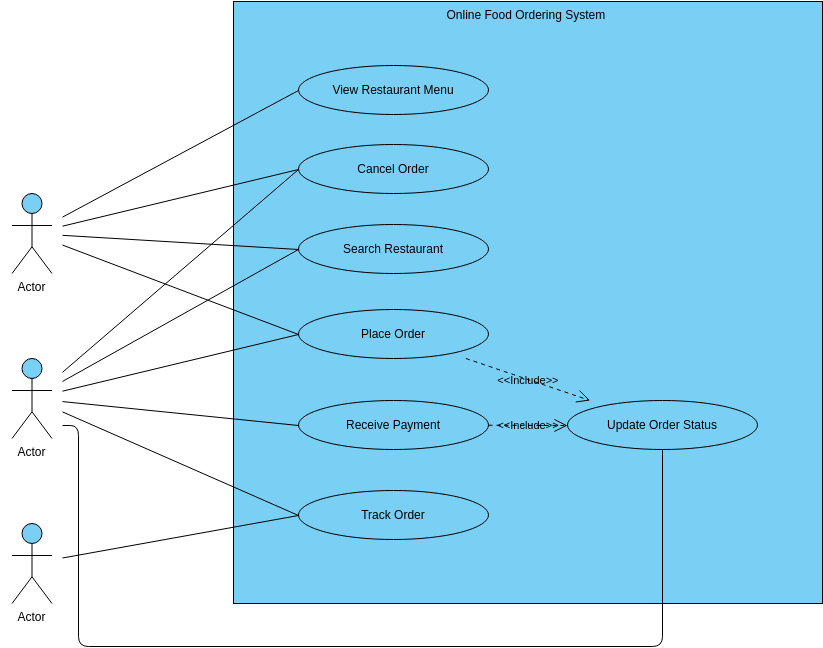 Online Food Ordering System
View Restaurant Menu
Cancel Order
Search Restaurant
Actor
Place Order
<<Include>>
Receive Payment
<<Include>>
Update Order Status
Actor
Track Order
Actor